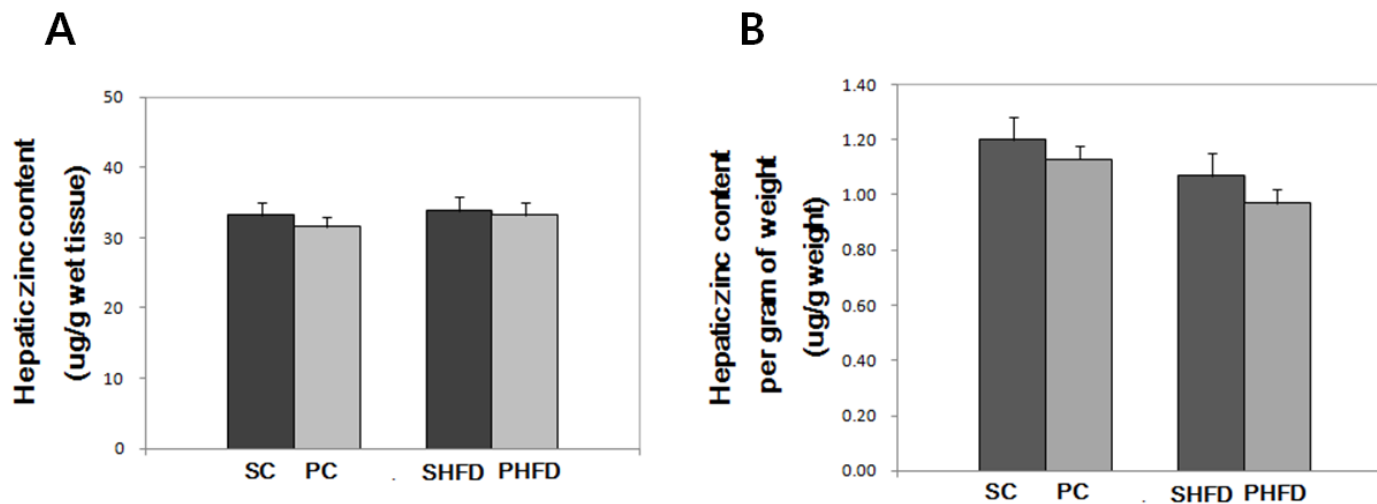 A
Hepatic zinc content
(ug/g wet tissue)
50
40
30
20
10
0
SC PC . SHFD PHFD
B
Hepatic zinc content
per gram of weight
(ug/g weight)
1.40
1.20
1.00
0.80
0.60
0.40
0.20
0.00
SC PC . SHFD PHFD